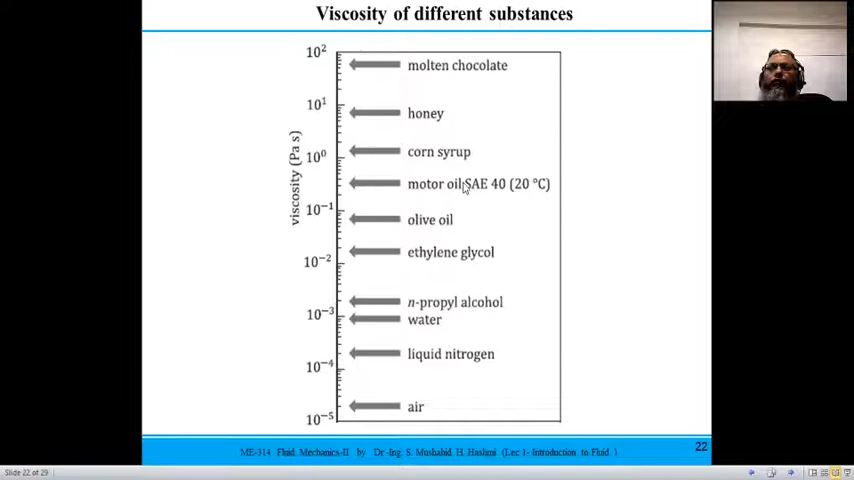 Viscosity of different substances
viscosity (Pa s)
10²
molten chocolate
10¹
honey
10⁰
corn syrup
motor oil SAE 40 (20 °C)
10⁻¹
olive oil
ethylene glycol
10⁻²
n-propyl alcohol
10⁻³
water
liquid nitrogen
10⁻⁴
air
10⁻⁵
ME-314 Fluid. Mechanics-II by Dr-Ing. S. Mushahid. H. Hashmi (Lec 1- Introduction to Fluid. )
22
Slide 22 of 29